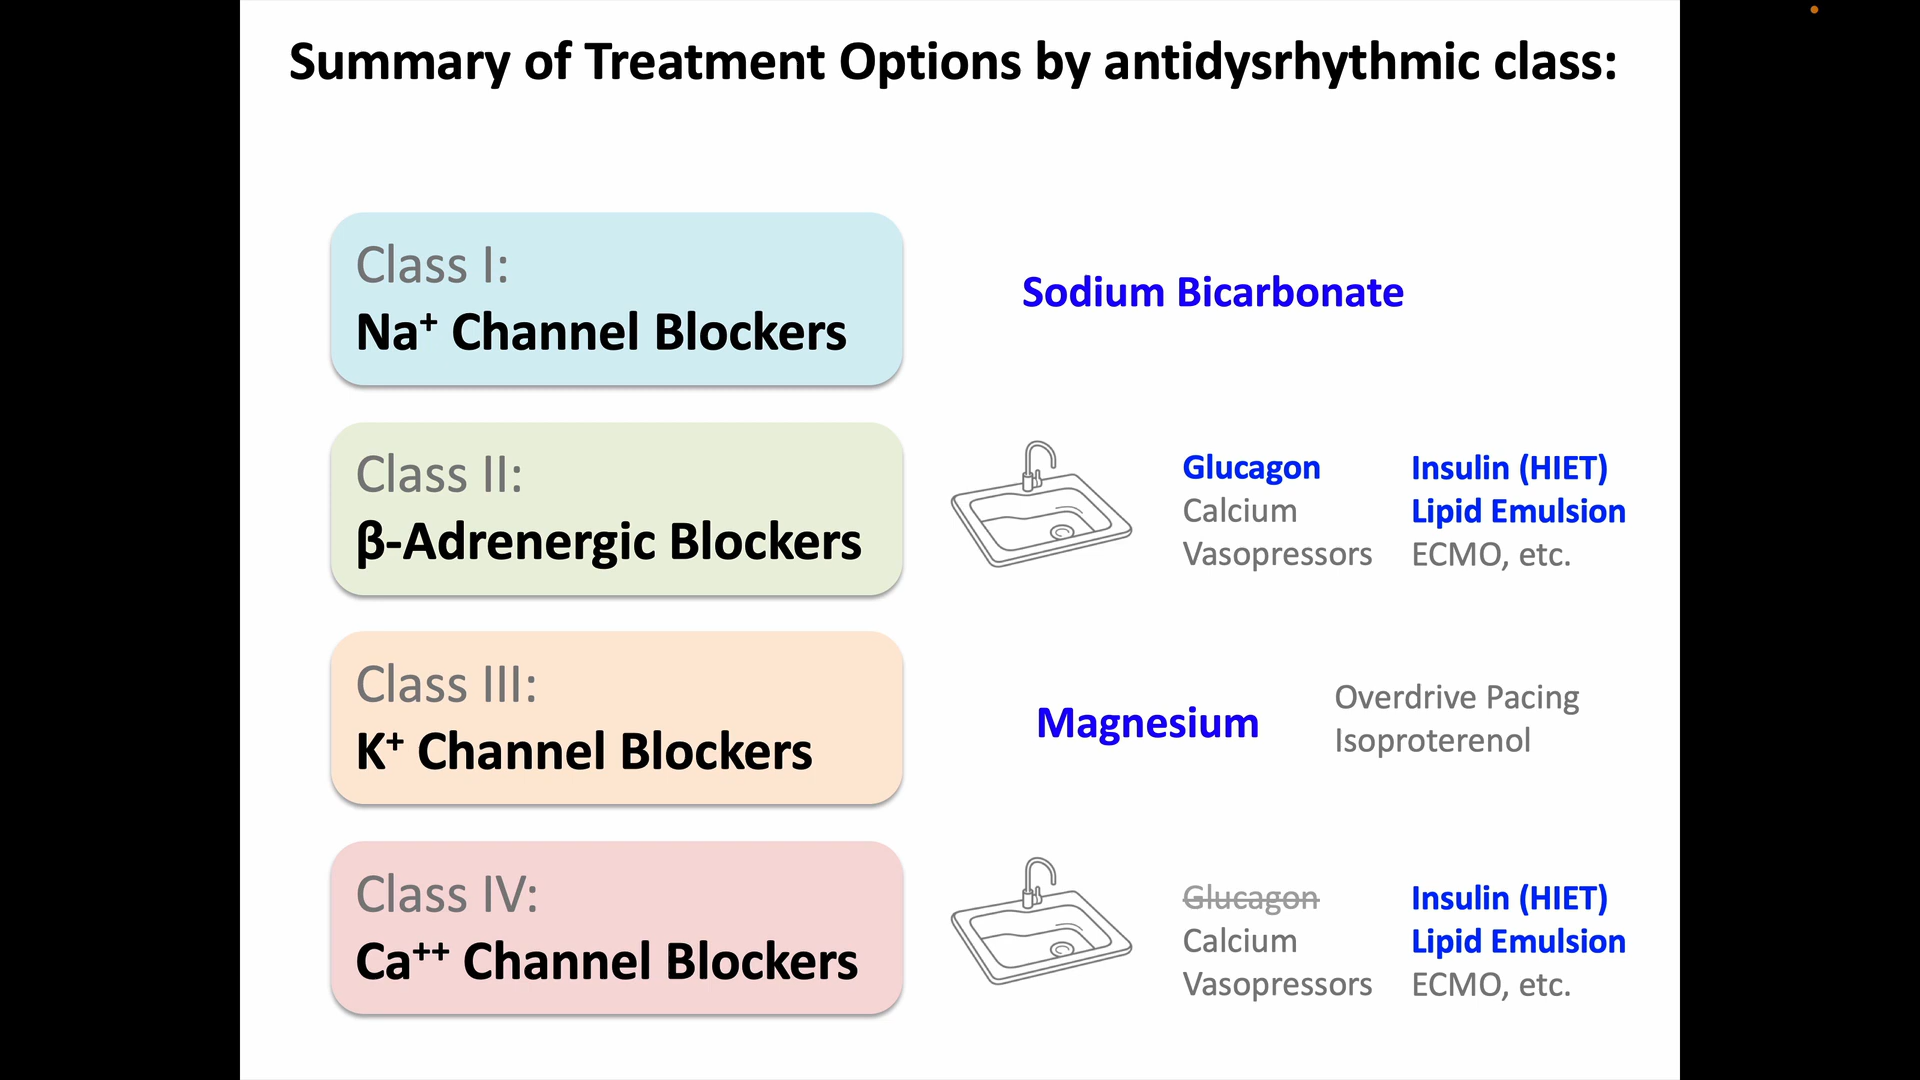 Summary of Treatment Options by antidysrhythmic class:
Class I:
Na⁺ Channel Blockers
Sodium Bicarbonate
Class II:
β-Adrenergic Blockers
Glucagon
Calcium
Vasopressors
Insulin (HIET)
Lipid Emulsion
ECMO, etc.
Class III:
K⁺ Channel Blockers
Magnesium
Overdrive Pacing
Isoproterenol
Class IV:
Ca⁺⁺ Channel Blockers
Glucagon
Calcium
Vasopressors
Insulin (HIET)
Lipid Emulsion
ECMO, etc.